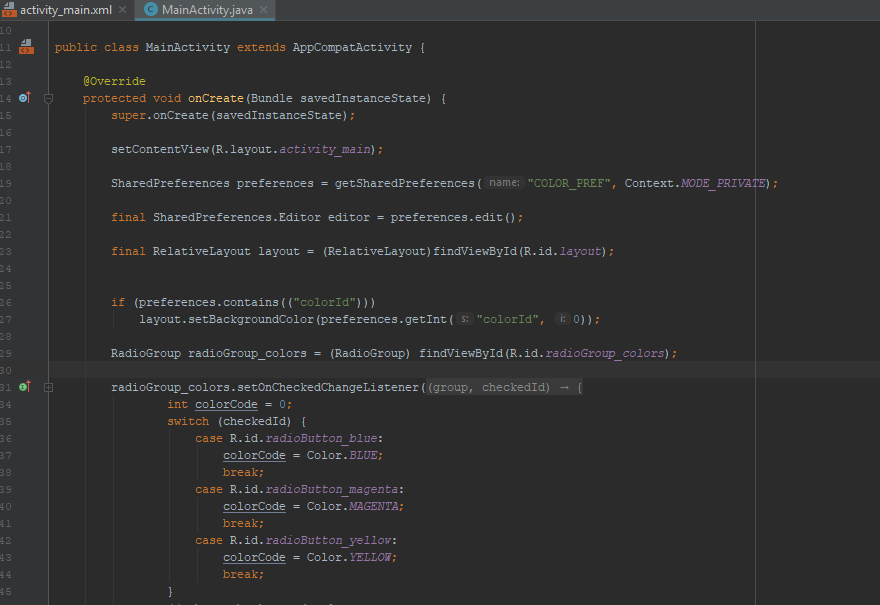 activity_main.xml × MainActivity.java ×
10
11 public class MainActivity extends AppCompatActivity {
12
13 @Override
14 protected void onCreate(Bundle savedInstanceState) {
15 super.onCreate(savedInstanceState);
16
17 setContentView(R.layout.activity_main);
18
19 SharedPreferences preferences = getSharedPreferences( name: "COLOR_PREF", Context.MODE_PRIVATE);
20
21 final SharedPreferences.Editor editor = preferences.edit();
22
23 final RelativeLayout layout = (RelativeLayout)findViewById(R.id.layout);
24
25
26 if (preferences.contains(("colorId")))
27 layout.setBackgroundColor(preferences.getInt( s: "colorId", i: 0));
28
29 RadioGroup radioGroup_colors = (RadioGroup) findViewById(R.id.radioGroup_colors);
30
31 radioGroup_colors.setOnCheckedChangeListener((group, checkedId) → {
34 int colorCode = 0;
35 switch (checkedId) {
36 case R.id.radioButton_blue:
37 colorCode = Color.BLUE;
38 break;
39 case R.id.radioButton_magenta:
40 colorCode = Color.MAGENTA;
41 break;
42 case R.id.radioButton_yellow:
43 colorCode = Color.YELLOW;
44 break;
45 }